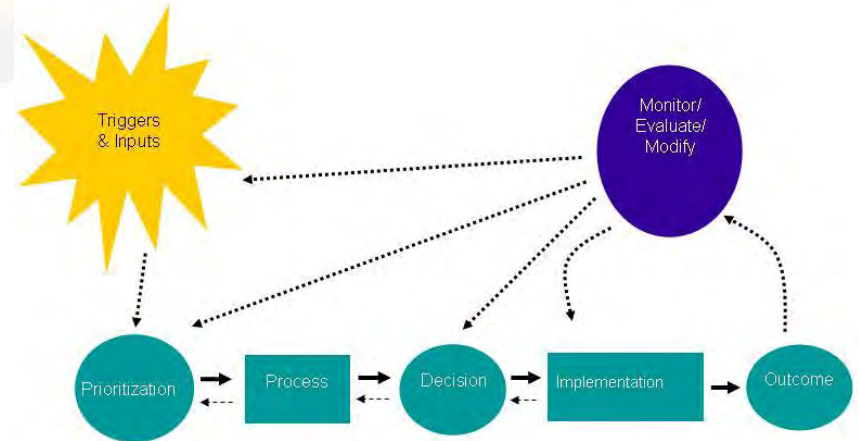 Triggers
& Inputs
Monitor/
Evaluate/
Modify
Prioritization
Process
Decision
Implementation
Outcome